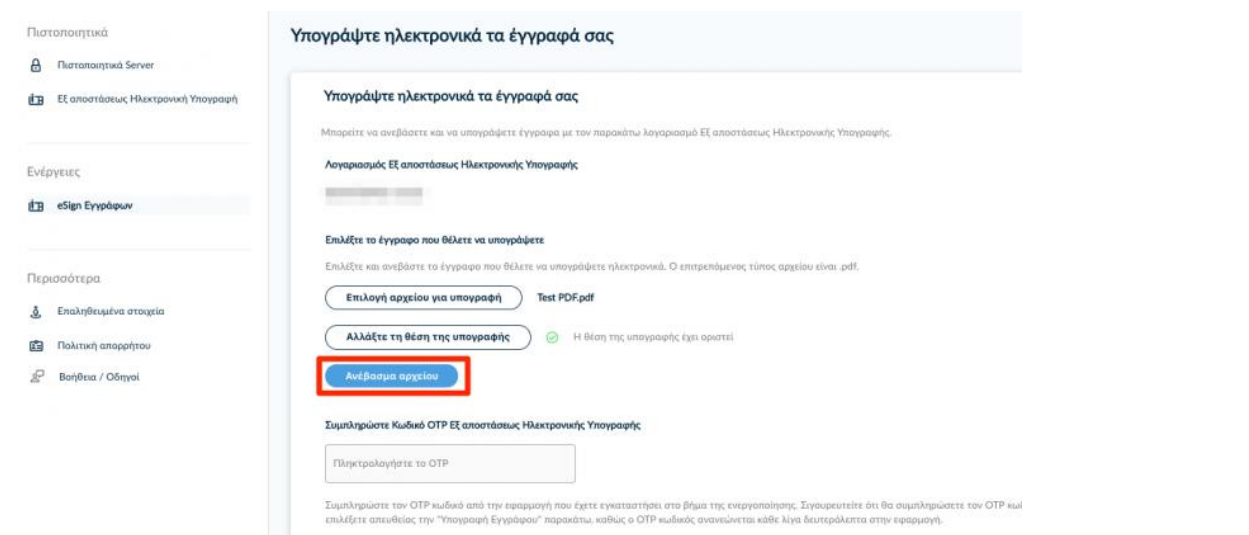 Πιστοποιητικά
Πιστοποιητικά Server
Εξ αποστάσεως Ηλεκτρονική Υπογραφή
Ενέργειες
eSign Εγγράφων
Περισσότερα
Επαληθευμένα στοιχεία
Πολιτική απορρήτου
Βοήθεια / Οδηγοί
Υπογράψτε ηλεκτρονικά τα έγγραφά σας
Υπογράψτε ηλεκτρονικά τα έγγραφά σας
Μπορείτε να ανεβάσετε και να υπογράψετε έγγραφα με τον παρακάτω λογαριασμό Εξ αποστάσεως Ηλεκτρονικής Υπογραφής.
Λογαριασμός Εξ αποστάσεως Ηλεκτρονικής Υπογραφής
Επιλέξτε το έγγραφο που θέλετε να υπογράψετε
Επιλέξτε και ανεβάστε το έγγραφο που θέλετε να υπογράψετε ηλεκτρονικά. Ο επιτρεπόμενος τύπος αρχείου είναι .pdf.
Επιλογή αρχείου για υπογραφή Test PDF.pdf
Αλλάξτε τη θέση της υπογραφής Η θέση της υπογραφής έχει οριστεί
Ανέβασμα αρχείου
Συμπληρώστε Κωδικό OTP Εξ αποστάσεως Ηλεκτρονικής Υπογραφής
Πληκτρολογήστε το OTP
Συμπληρώστε τον OTP κωδικό από την εφαρμογή που έχετε εγκαταστήσει στο βήμα της ενεργοποίησης. Σιγουρευτείτε ότι θα συμπληρώσετε τον OTP κωδ
επιλέξετε απευθείας την "Υπογραφή Εγγράφου" παρακάτω, καθώς ο OTP κωδικός ανανεώνεται κάθε λίγα δευτερόλεπτα στην εφαρμογή.